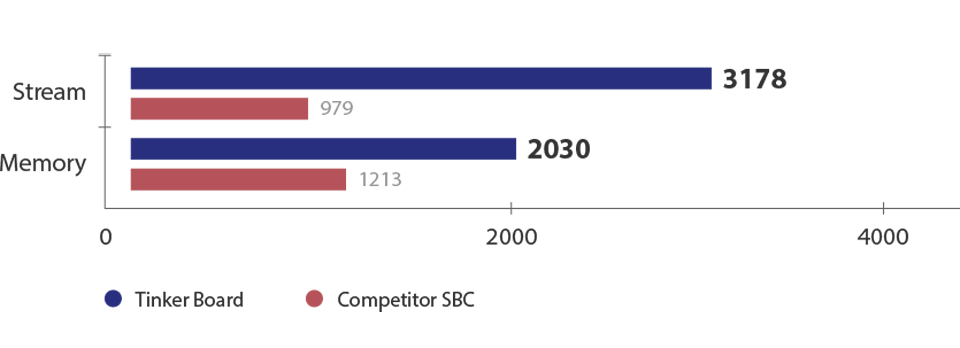 3178
Stream
979
2030
Memory
1213
0 2000 4000
Tinker Board Competitor SBC